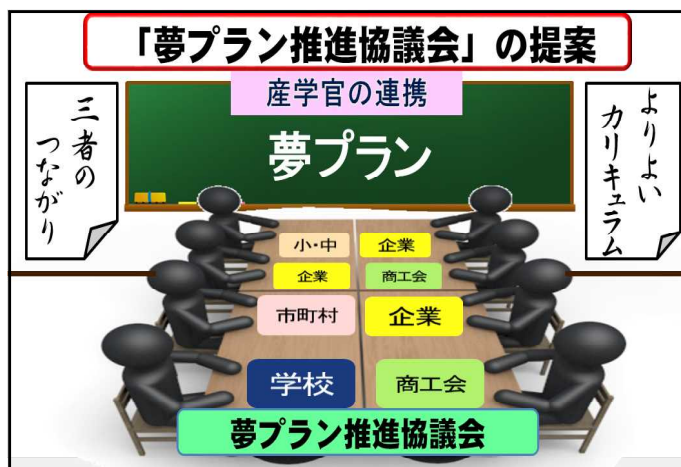 「夢プラン推進協議会」の提案
産学官の連携
夢プラン
三者の
つながり
よりよい
カリキュラム
小・中
企業
企業
商工会
市町村
企業
学校
商工会
夢プラン推進協議会